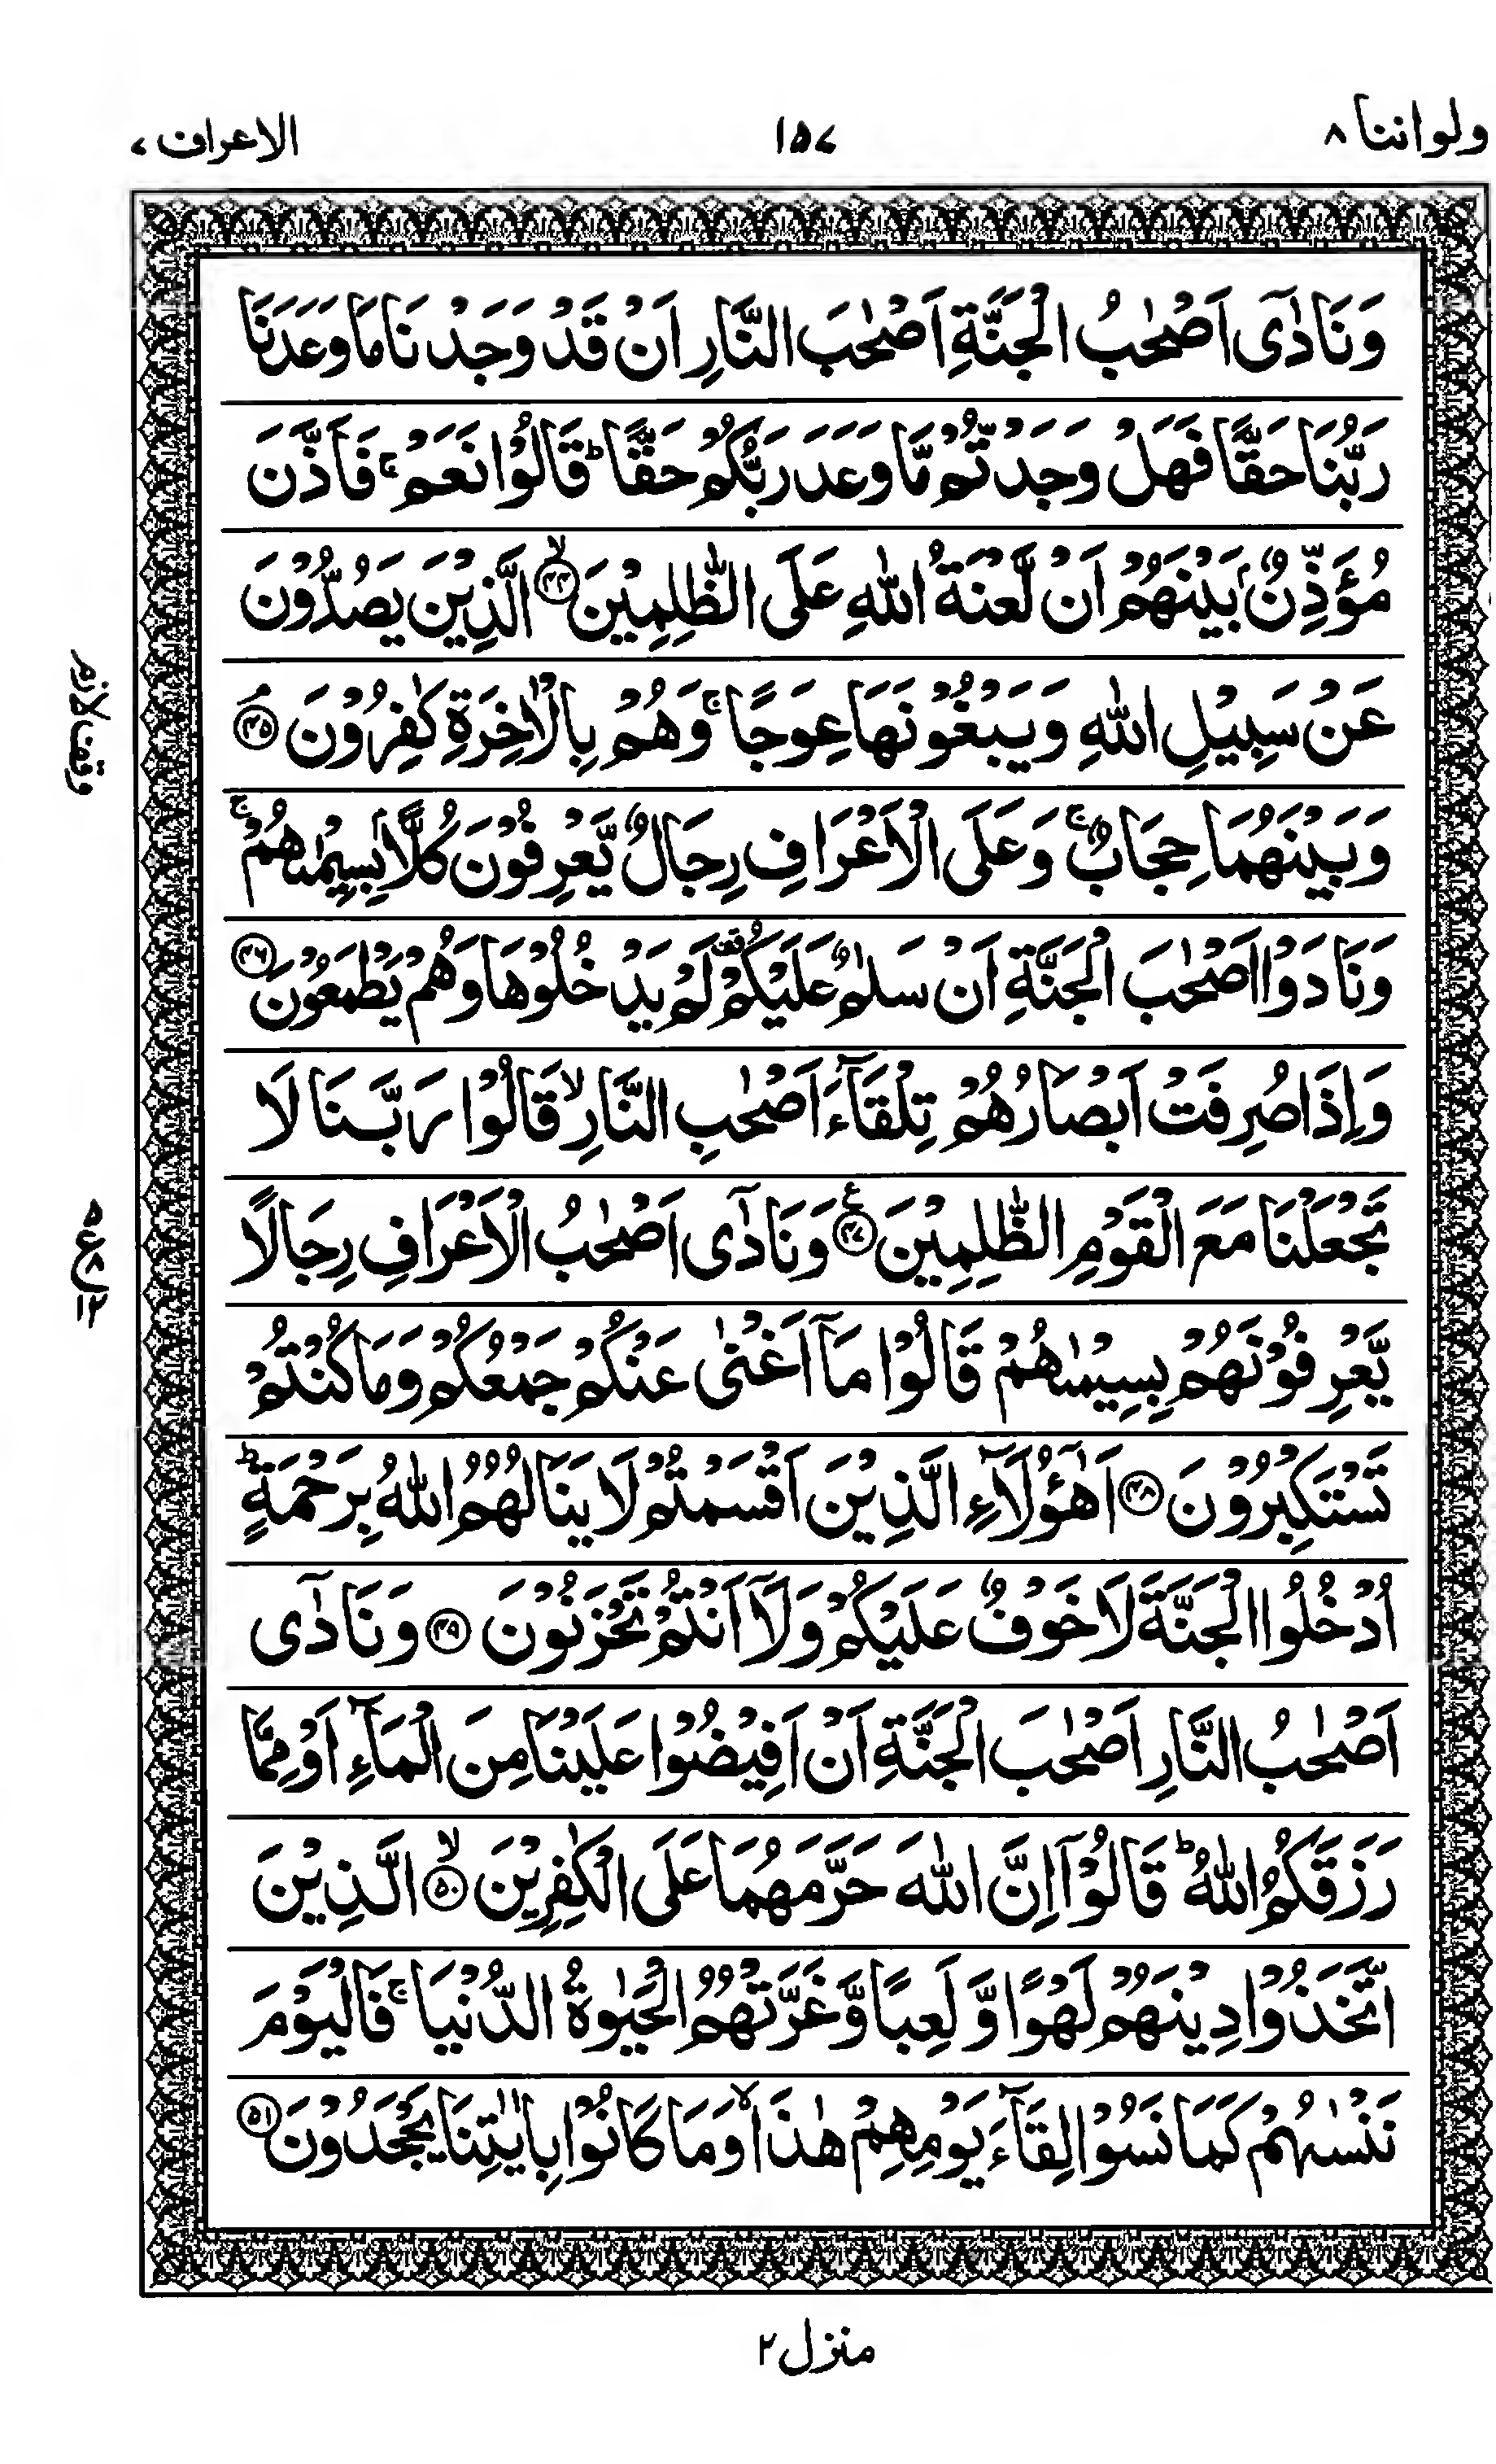 ولواننا ۸
۱۵۷
الاعراف ۷
وَنَادٰۤی اَصْحٰبُ الْجَنَّةِ اَصْحٰبَ النَّارِ اَنْ قَدْ وَجَدْنَا مَا وَعَدَنَا
رَبُّنَا حَقًّا فَهَلْ وَجَدْتُّمْ مَّا وَعَدَ رَبُّكُمْ حَقًّا ؕ قَالُوْا نَعَمْ ۚ فَاَذَّنَ
مُؤَذِّنٌۢ بَیْنَهُمْ اَنْ لَّعْنَةُ اللّٰهِ عَلَی الظّٰلِمِیْنَ ۙ﴿۴۴﴾ الَّذِیْنَ یَصُدُّوْنَ
عَنْ سَبِیْلِ اللّٰهِ وَیَبْغُوْنَهَا عِوَجًا ۚ وَهُمْ بِالْاٰخِرَةِ كٰفِرُوْنَ ۘ﴿۴۵﴾
وقف لازم
وَبَیْنَهُمَا حِجَابٌ ۚ وَعَلَی الْاَعْرَافِ رِجَالٌ یَّعْرِفُوْنَ كُلًّۢا بِسِیْمٰىهُمْ ۚ
وَنَادَوْا اَصْحٰبَ الْجَنَّةِ اَنْ سَلٰمٌ عَلَیْكُمْ ۟ لَمْ یَدْخُلُوْهَا وَهُمْ یَطْمَعُوْنَ ﴿۴۶﴾
وَاِذَا صُرِفَتْ اَبْصَارُهُمْ تِلْقَآءَ اَصْحٰبِ النَّارِ ۙ قَالُوْا رَبَّنَا لَا
تَجْعَلْنَا مَعَ الْقَوْمِ الظّٰلِمِیْنَ ﴿۴۷﴾ وَنَادٰۤی اَصْحٰبُ الْاَعْرَافِ رِجَالًا
یَّعْرِفُوْنَهُمْ بِسِیْمٰىهُمْ قَالُوْا مَاۤ اَغْنٰی عَنْكُمْ جَمْعُكُمْ وَمَا كُنْتُمْ
تَسْتَكْبِرُوْنَ ﴿۴۸﴾ اَهٰۤؤُلَآءِ الَّذِیْنَ اَقْسَمْتُمْ لَا یَنَالُهُمُ اللّٰهُ بِرَحْمَةٍ ؕ
اُدْخُلُوا الْجَنَّةَ لَا خَوْفٌ عَلَیْكُمْ وَلَاۤ اَنْتُمْ تَحْزَنُوْنَ ﴿۴۹﴾ وَنَادٰۤی
اَصْحٰبُ النَّارِ اَصْحٰبَ الْجَنَّةِ اَنْ اَفِیْضُوْا عَلَیْنَا مِنَ الْمَآءِ اَوْ مِمَّا
رَزَقَكُمُ اللّٰهُ ؕ قَالُوْۤا اِنَّ اللّٰهَ حَرَّمَهُمَا عَلَی الْكٰفِرِیْنَ ۙ﴿۵۰﴾ الَّذِیْنَ
اتَّخَذُوْا دِیْنَهُمْ لَهْوًا وَّلَعِبًا وَّغَرَّتْهُمُ الْحَیٰوةُ الدُّنْیَا ۚ فَالْیَوْمَ
نَنْسٰىهُمْ كَمَا نَسُوْا لِقَآءَ یَوْمِهِمْ هٰذَا ۙ وَمَا كَانُوْا بِاٰیٰتِنَا یَجْحَدُوْنَ ﴿۵۱﴾
منزل ۲